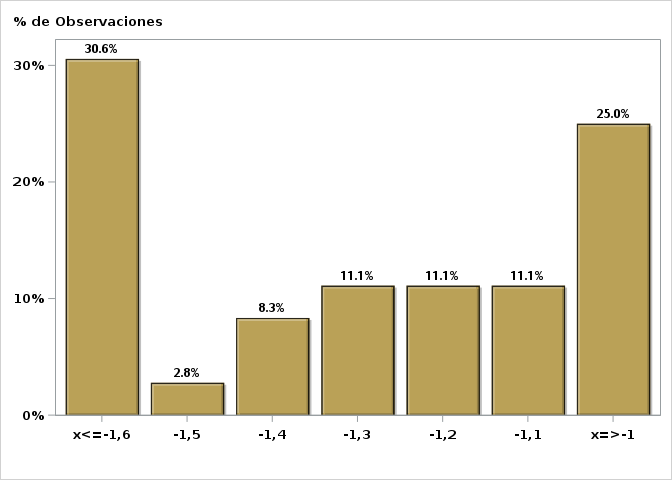 % de Observaciones
30.6%
30%
25.0%
20%
11.1% 11.1% 11.1%
10%
8.3%
2.8%
0%
x<=-1,6 -1,5 -1,4 -1,3 -1,2 -1,1 x=>-1